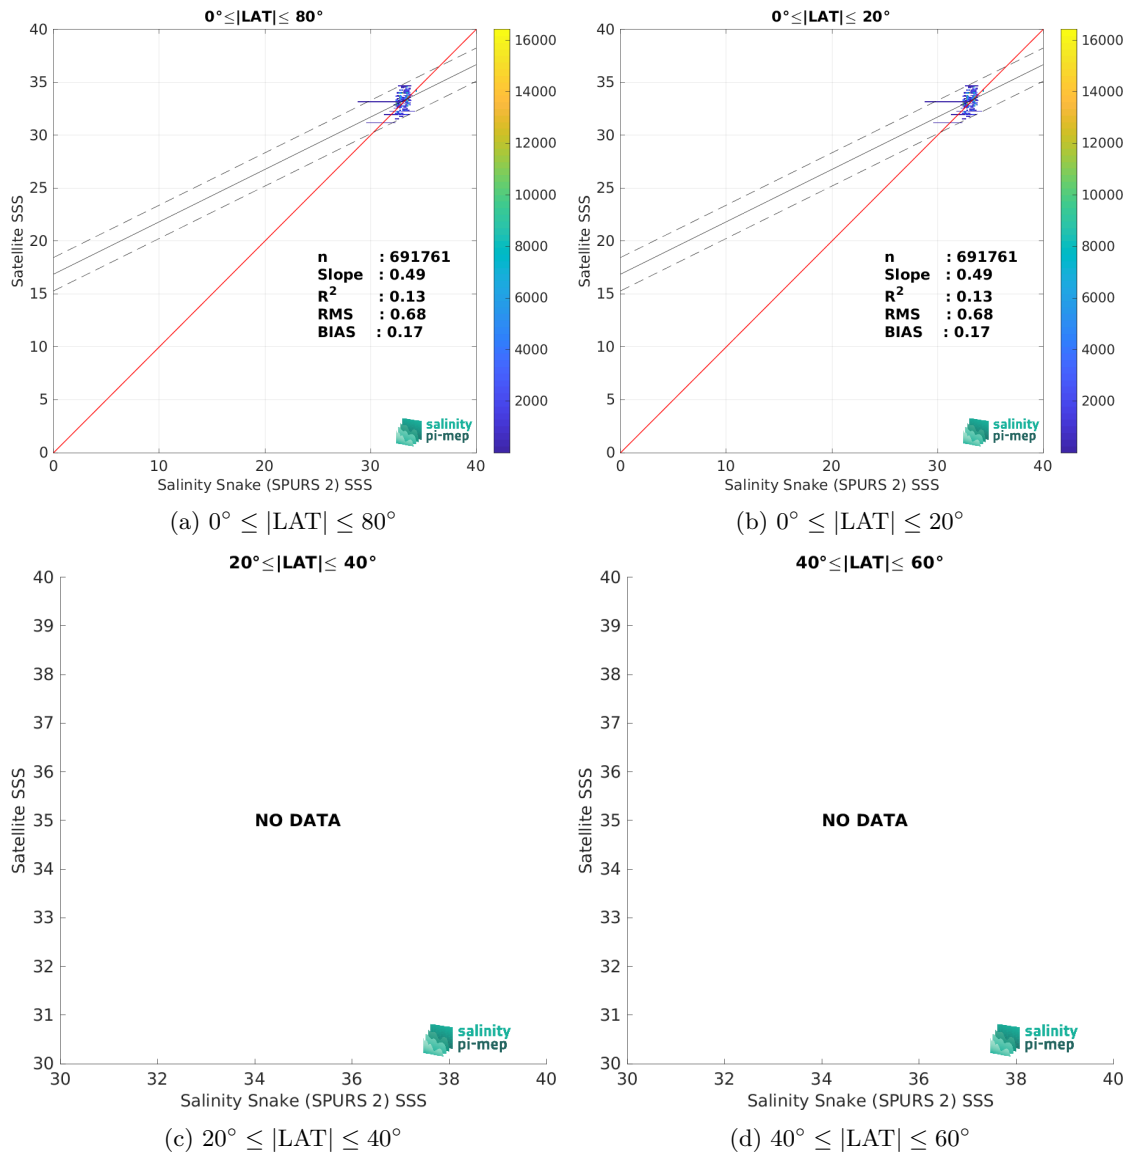 0°≤|LAT|≤ 80°
40
35
30
25
20
15
10
5
0
0
10
20
30
40
Satellite SSS
Salinity Snake (SPURS 2) SSS
n : 691761
Slope : 0.49
R² : 0.13
RMS : 0.68
BIAS : 0.17
salinity
pi-mep
16000
14000
12000
10000
8000
6000
4000
2000
(a) 0° ≤ |LAT| ≤ 80°
0°≤|LAT|≤ 20°
40
35
30
25
20
15
10
5
0
0
10
20
30
40
Satellite SSS
Salinity Snake (SPURS 2) SSS
n : 691761
Slope : 0.49
R² : 0.13
RMS : 0.68
BIAS : 0.17
salinity
pi-mep
16000
14000
12000
10000
8000
6000
4000
2000
(b) 0° ≤ |LAT| ≤ 20°
20°≤|LAT|≤ 40°
40
39
38
37
36
35
34
33
32
31
30
30
32
34
36
38
40
Satellite SSS
NO DATA
salinity
pi-mep
Salinity Snake (SPURS 2) SSS
(c) 20° ≤ |LAT| ≤ 40°
40°≤|LAT|≤ 60°
40
39
38
37
36
35
34
33
32
31
30
30
32
34
36
38
40
Satellite SSS
NO DATA
salinity
pi-mep
Salinity Snake (SPURS 2) SSS
(d) 40° ≤ |LAT| ≤ 60°